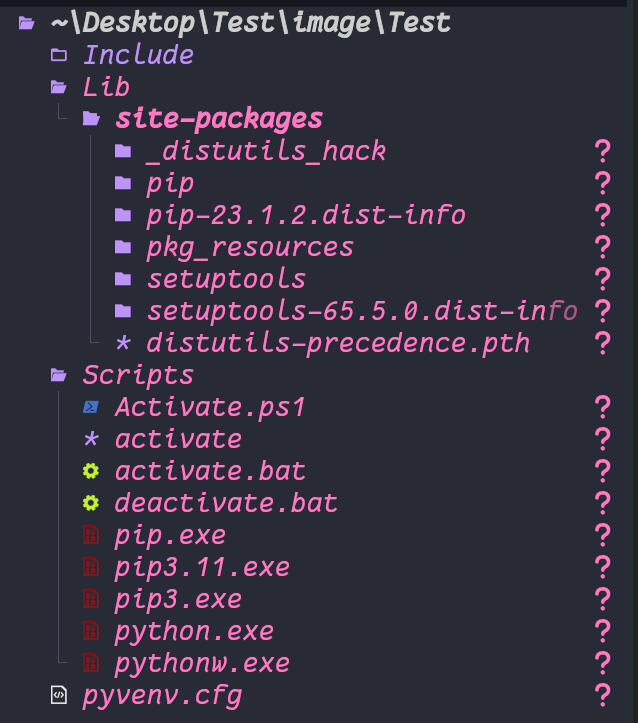 ~\Desktop\Test\image\Test
Include
Lib
site-packages
_distutils_hack ?
pip ?
pip-23.1.2.dist-info ?
pkg_resources ?
setuptools ?
setuptools-65.5.0.dist-info ?
* distutils-precedence.pth ?
Scripts
Activate.ps1 ?
* activate ?
activate.bat ?
deactivate.bat ?
pip.exe ?
pip3.11.exe ?
pip3.exe ?
python.exe ?
pythonw.exe ?
pyvenv.cfg ?